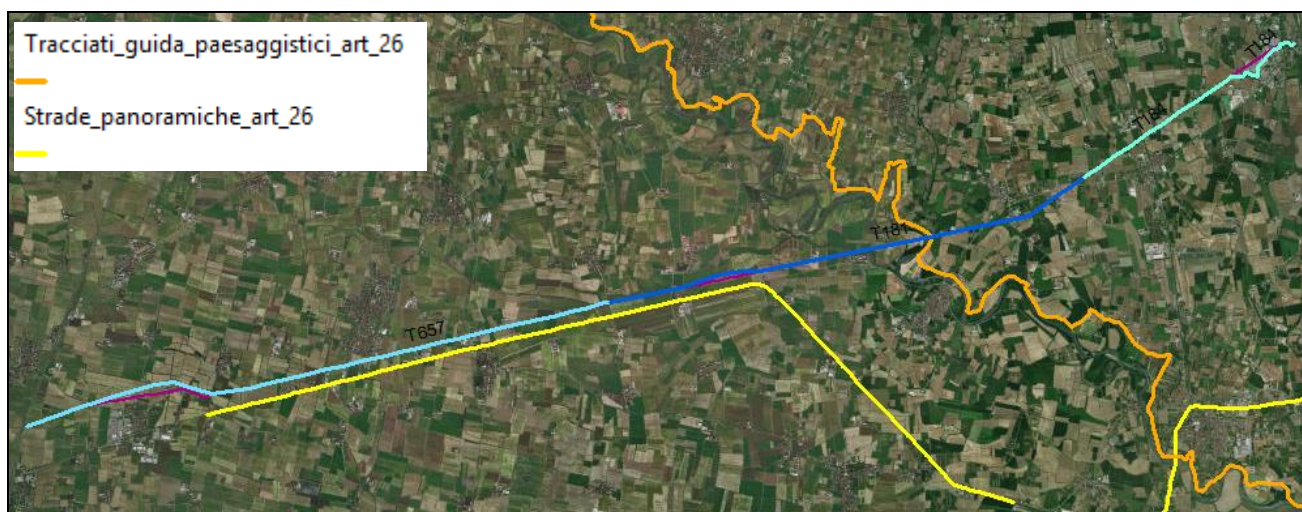 Tracciati_guida_paesaggistici_art_26
Strade_panoramiche_art_26
T184
T184
T181
T657